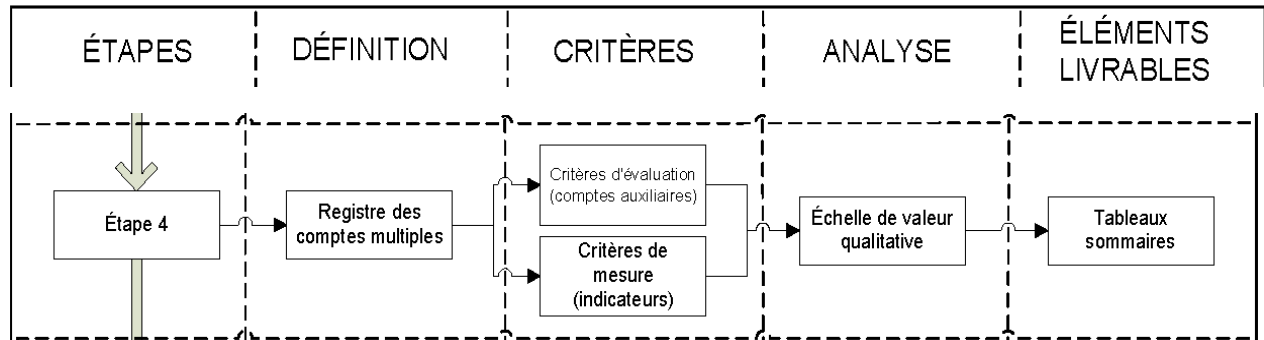 ÉTAPES
DÉFINITION
CRITÈRES
ANALYSE
ÉLÉMENTS
LIVRABLES
Étape 4
Registre des
comptes multiples
Critères d'évaluation
(comptes auxiliaires)
Critères de
mesure
(indicateurs)
Échelle de valeur
qualitative
Tableaux
sommaires